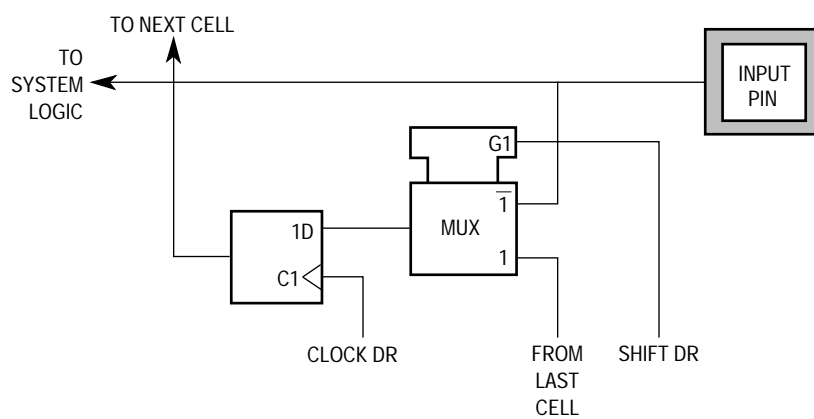 TO NEXT CELL
TO
SYSTEM
LOGIC
INPUT
PIN
G1
1̅
1D
MUX
1
C1
CLOCK DR
FROM
LAST
CELL
SHIFT DR